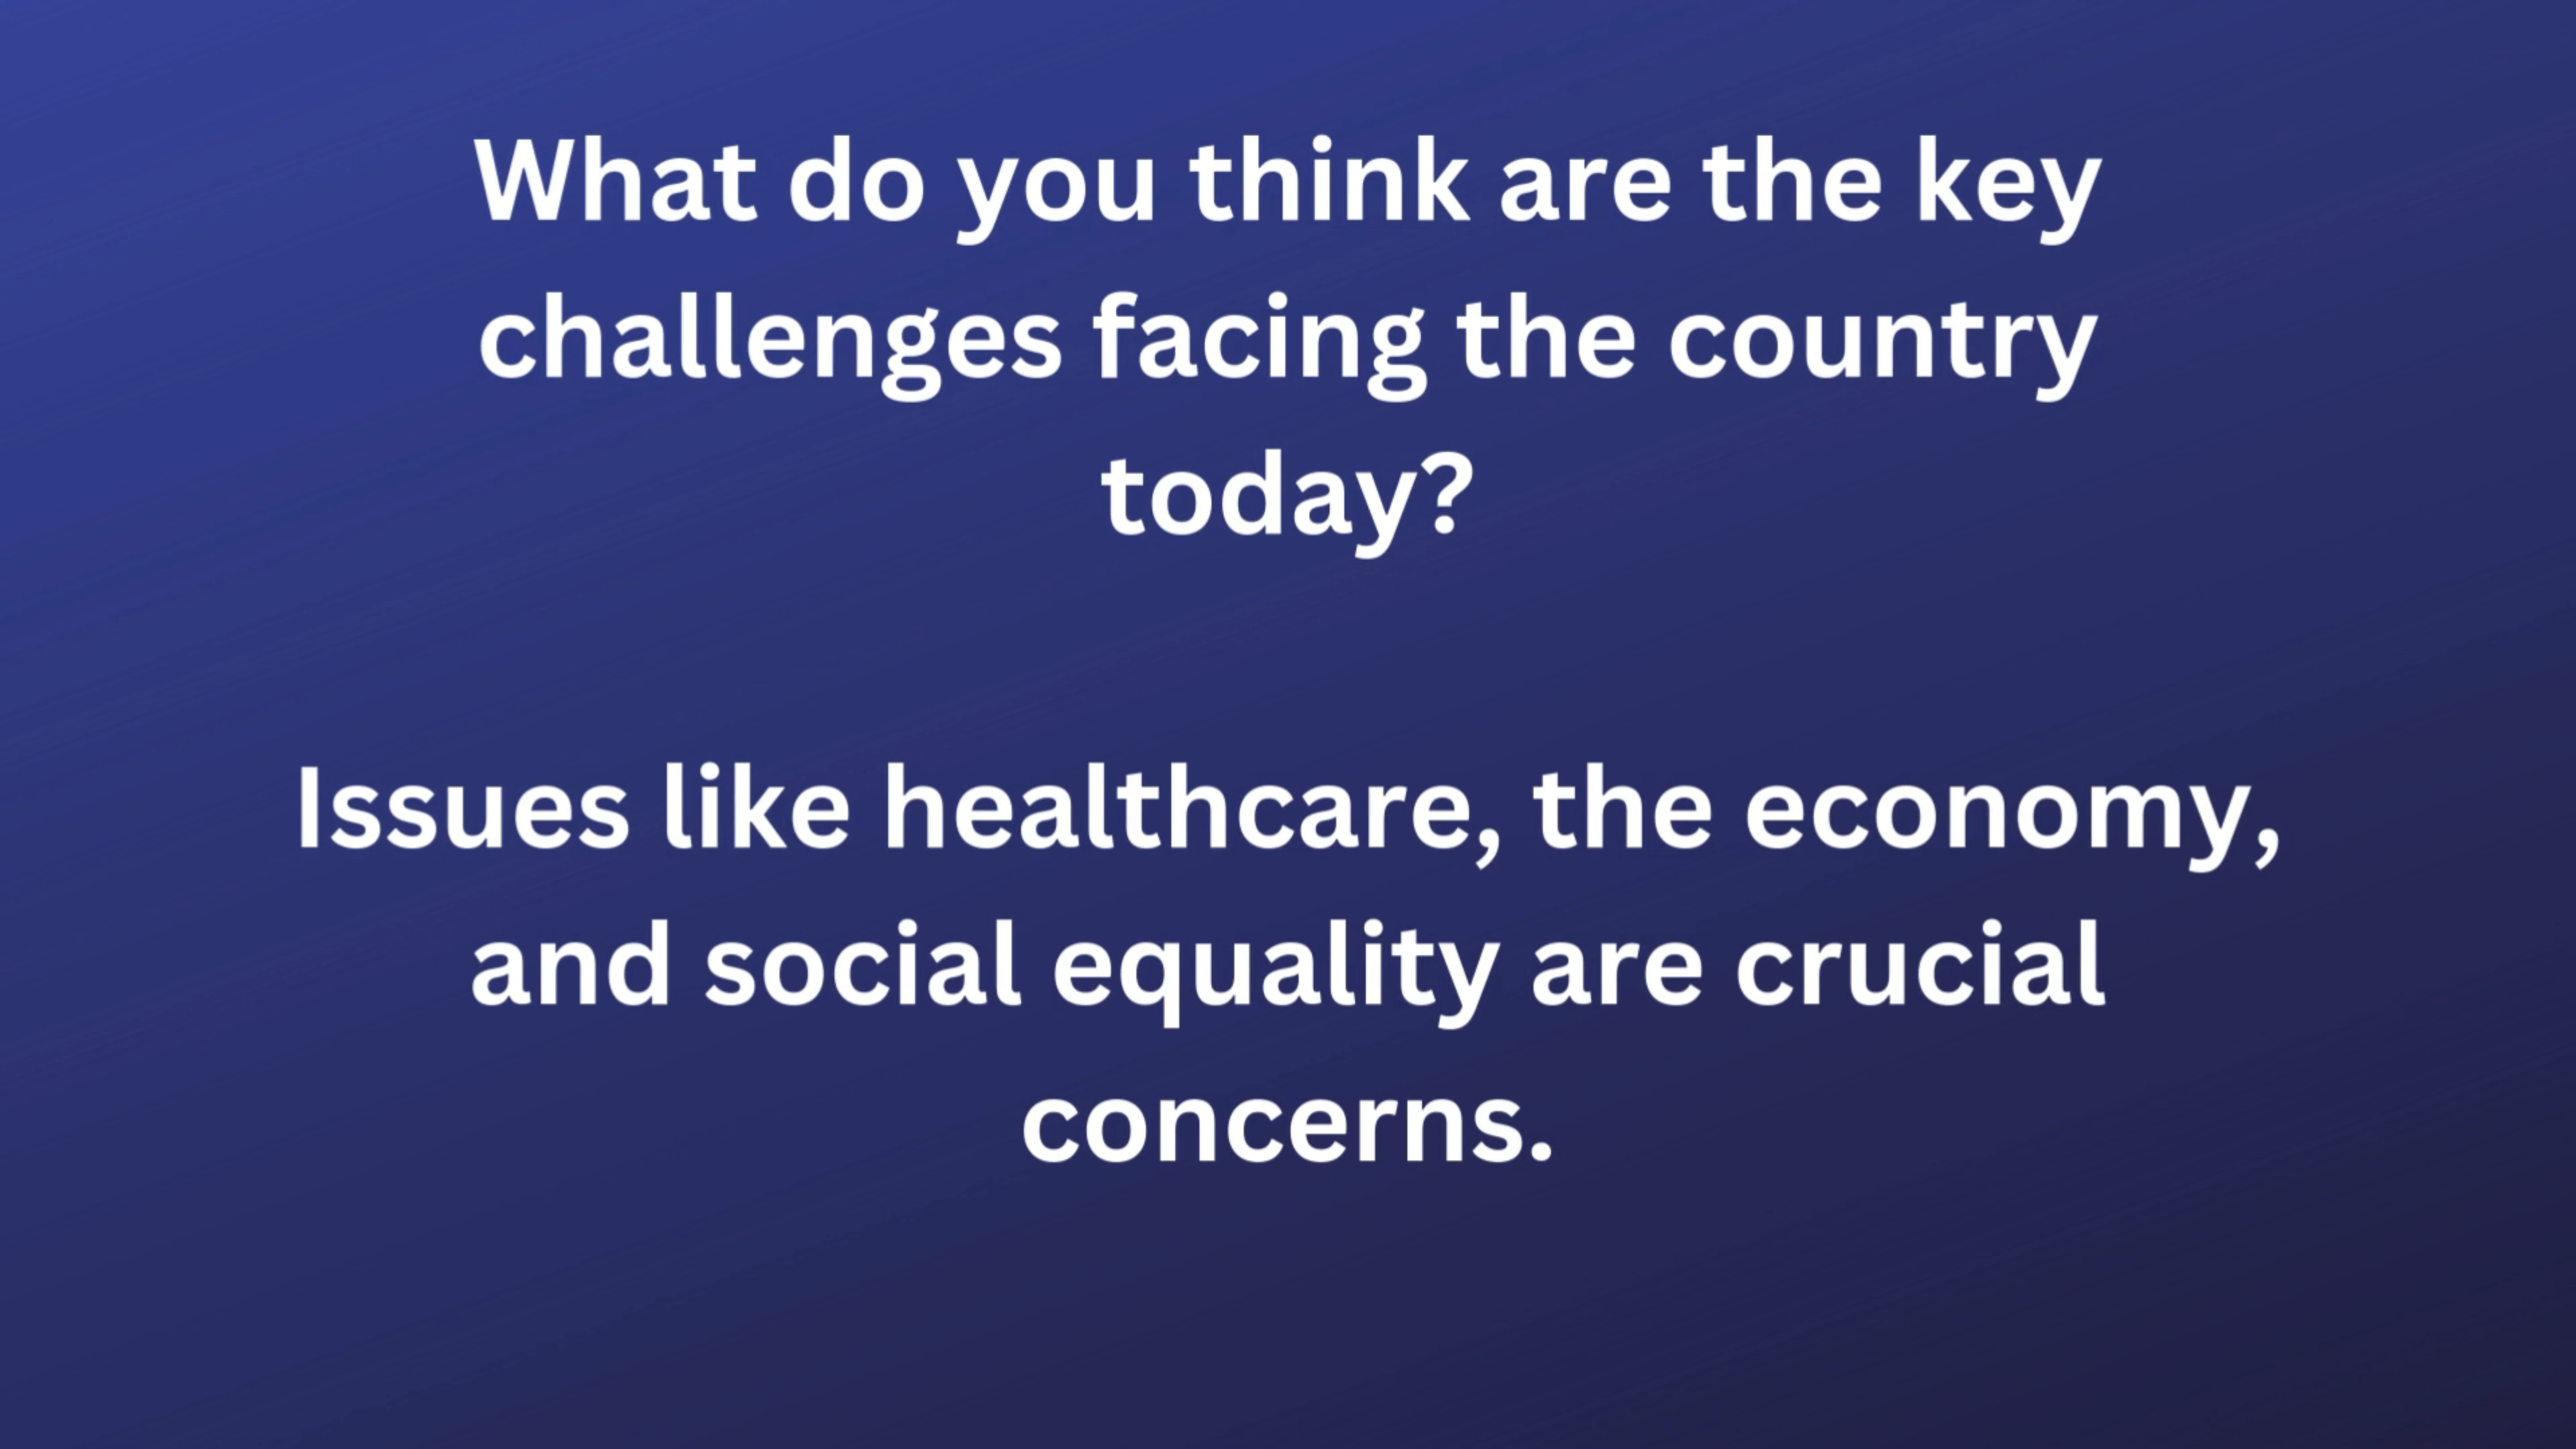 What do you think are the key
challenges facing the country
today?
Issues like healthcare, the economy,
and social equality are crucial
concerns.